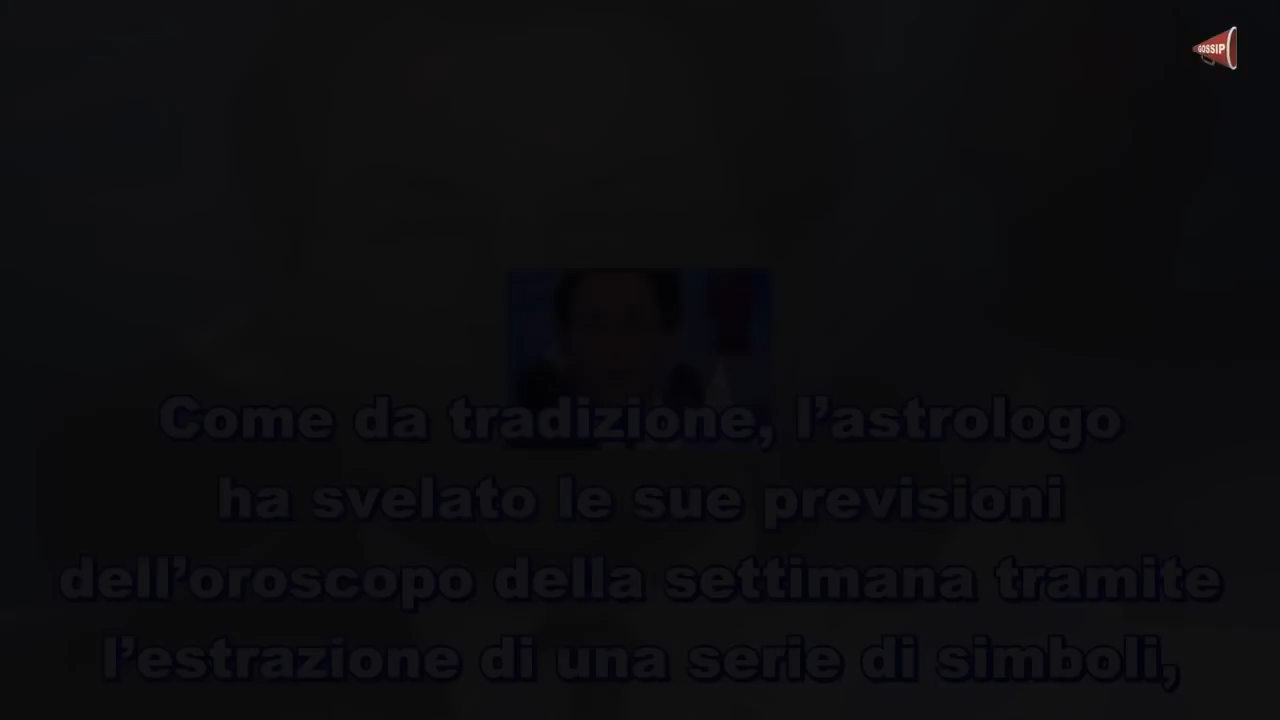 GOSSIP
Come da tradizione, l’astrologo
ha svelato le sue previsioni
dell’oroscopo della settimana tramite
l’estrazione di una serie di simboli,